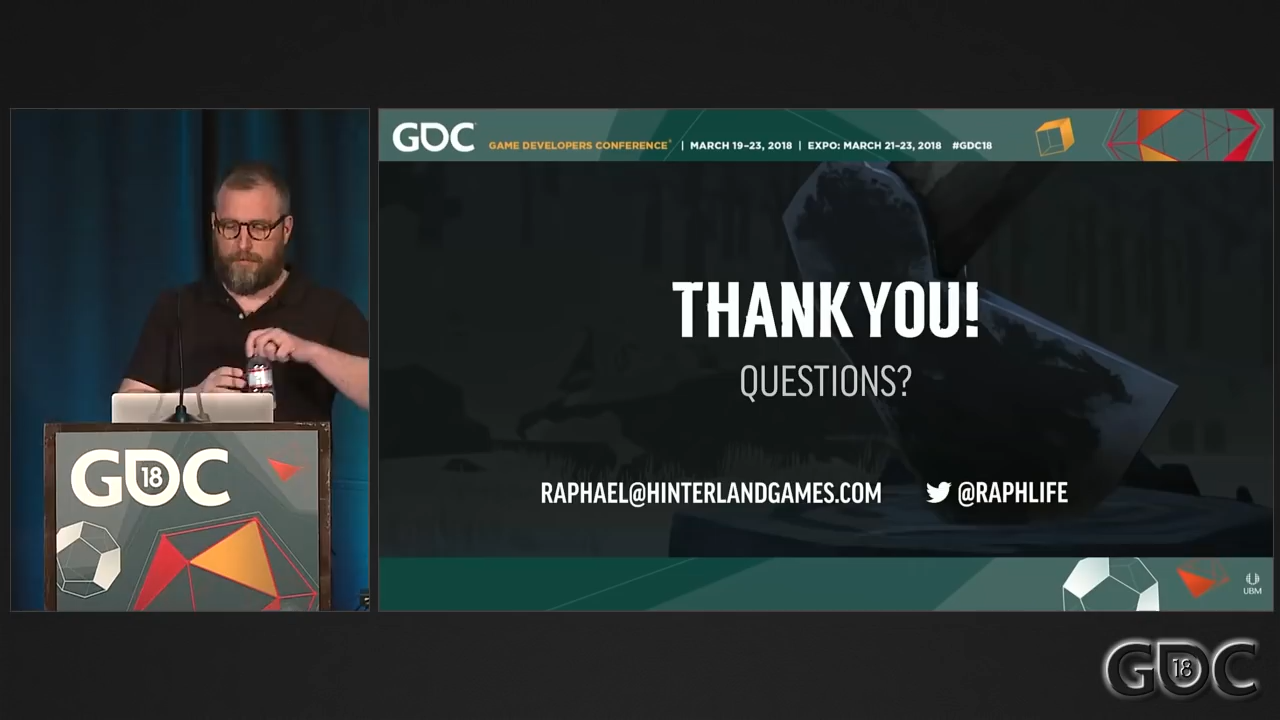 GDC
GAME DEVELOPERS CONFERENCE | MARCH 19–23, 2018 | EXPO: MARCH 21–23, 2018 #GDC18
THANK YOU!
QUESTIONS?
RAPHAEL@HINTERLANDGAMES.COM @RAPHLIFE
GDC
18
UBM
GDC
18